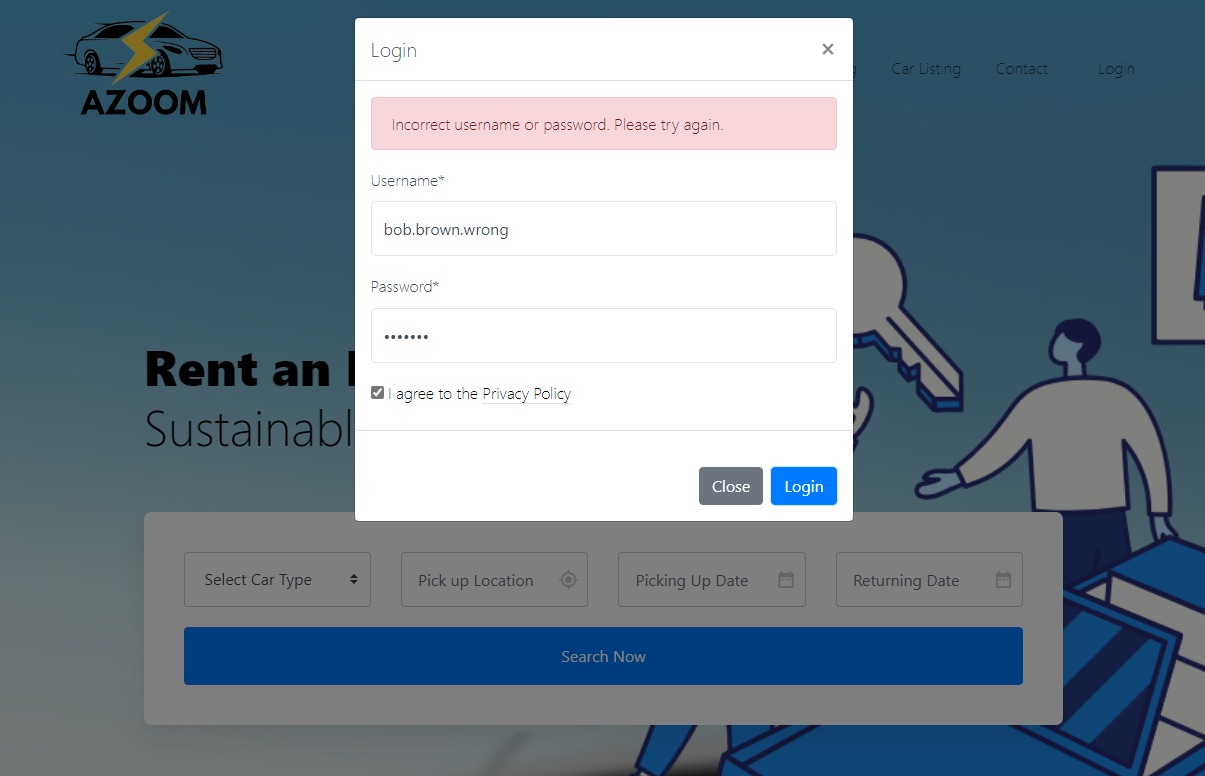 AZOOM
Login
×
g
Car Listing
Contact
Login
Incorrect username or password. Please try again.
Username*
bob.brown.wrong
Password*
•••••••
I agree to the Privacy Policy
Rent an
Sustainabl
Close
Login
Select Car Type
Pick up Location
Picking Up Date
Returning Date
Search Now